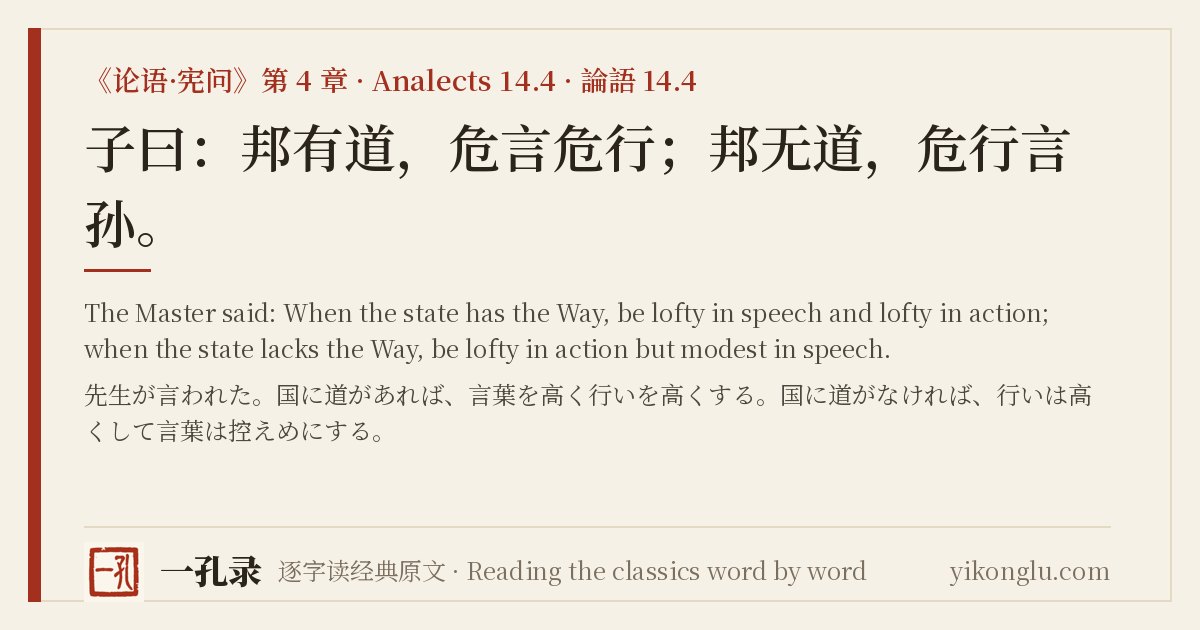 《论语·宪问》第 4 章 · Analects 14.4 · 論語 14.4
子曰：邦有道，危言危行；邦无道，危行言
孙。
The Master said: When the state has the Way, be lofty in speech and lofty in action;
when the state lacks the Way, be lofty in action but modest in speech.
先生が言われた。国に道があれば、言葉を高く行いを高くする。国に道がなければ、行いは高
くして言葉は控えめにする。
一孔
一孔录 逐字读经典原文 · Reading the classics word by word yikonglu.com